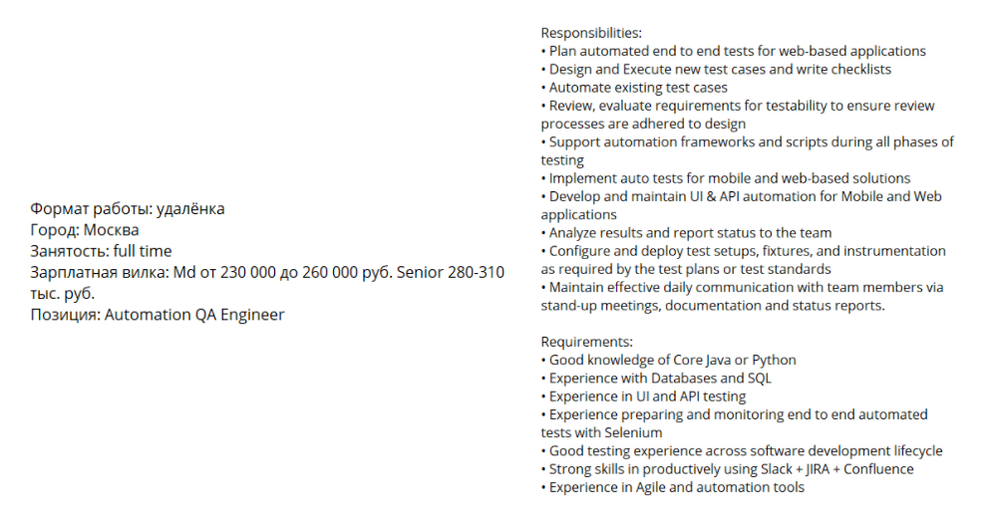 Формат работы: удалёнка
Город: Москва
Занятость: full time
Зарплатная вилка: Md от 230 000 до 260 000 руб. Senior 280-310
тыс. руб.
Позиция: Automation QA Engineer
Responsibilities:
• Plan automated end to end tests for web-based applications
• Design and Execute new test cases and write checklists
• Automate existing test cases
• Review, evaluate requirements for testability to ensure review
processes are adhered to design
• Support automation frameworks and scripts during all phases of
testing
• Implement auto tests for mobile and web-based solutions
• Develop and maintain UI & API automation for Mobile and Web
applications
• Analyze results and report status to the team
• Configure and deploy test setups, fixtures, and instrumentation
as required by the test plans or test standards
• Maintain effective daily communication with team members via
stand-up meetings, documentation and status reports.
Requirements:
• Good knowledge of Core Java or Python
• Experience with Databases and SQL
• Experience in UI and API testing
• Experience preparing and monitoring end to end automated
tests with Selenium
• Good testing experience across software development lifecycle
• Strong skills in productively using Slack + JIRA + Confluence
• Experience in Agile and automation tools